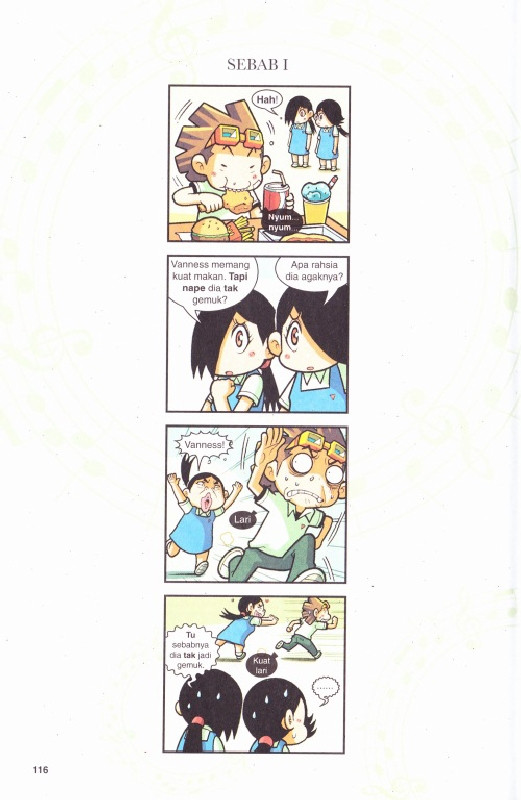 SEBAB I
Hah!
Nyum...
nyum...
Vanness memang
kuat makan. Tapi
nape dia tak
gemuk?
Apa rahsia
dia agaknya?
Vanness!!
Lari
Tu
sebabnya
dia tak jadi
gemuk.
Kuat
lari
.......
116